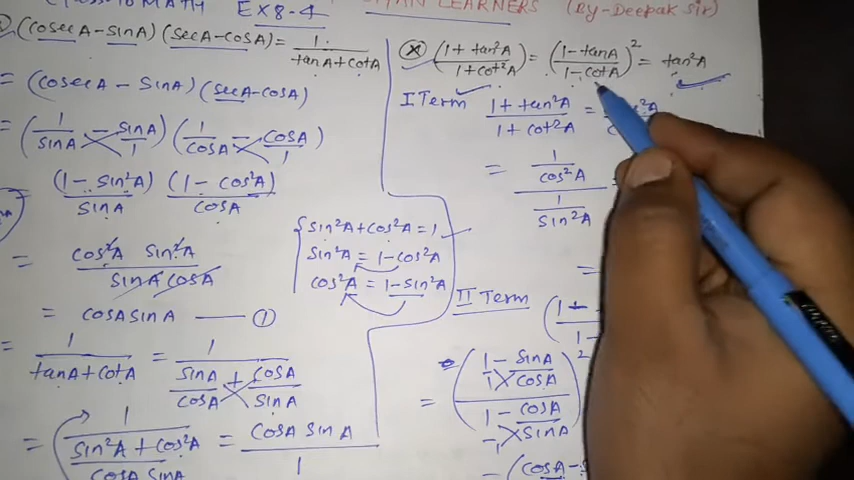 MATH EX 8-4 LEARNERS (By-Deepak Sir)
(CosecA - SinA)(SecA - CosA) = 1/(tanA + cotA)
= (CosecA - SinA)(SecA - CosA)
= (1/SinA - SinA/1)(1/CosA - CosA/1)
(1 - Sin²A)/SinA (1 - Cos²A)/CosA
= Cos²A Sin²A/(SinA CosA)
= CosA SinA —— ①
= 1/(tanA + cotA) = 1/(SinA/CosA + CosA/SinA)
= 1/((Sin²A + Cos²A)/(CosA SinA)) = CosA SinA/1
Sin²A + Cos²A = 1
Sin²A = 1 - Cos²A
Cos²A = 1 - Sin²A
(x) ((1 + tan²A)/(1 + cot²A)) = ((1 - tanA)/(1 - cotA))² = tan²A
I Term (1 + tan²A)/(1 + cot²A) =
= (1/Cos²A)/(1/Sin²A)
=
II Term
= ((1/1 - SinA/CosA)/(1/1 - CosA/SinA))²
= (CosA -